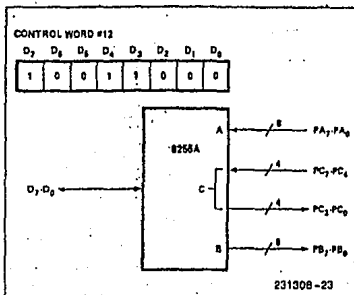 CONTROL WORD #12
D7 D6 D5 D4 D3 D2 D1 D0
1 0 0 1 1 0 0 0
8255A
A
8
PA7-PA0
4
PC7-PC4
C
D7-D0
4
PC3-PC0
B
8
PB7-PB0
231308-23